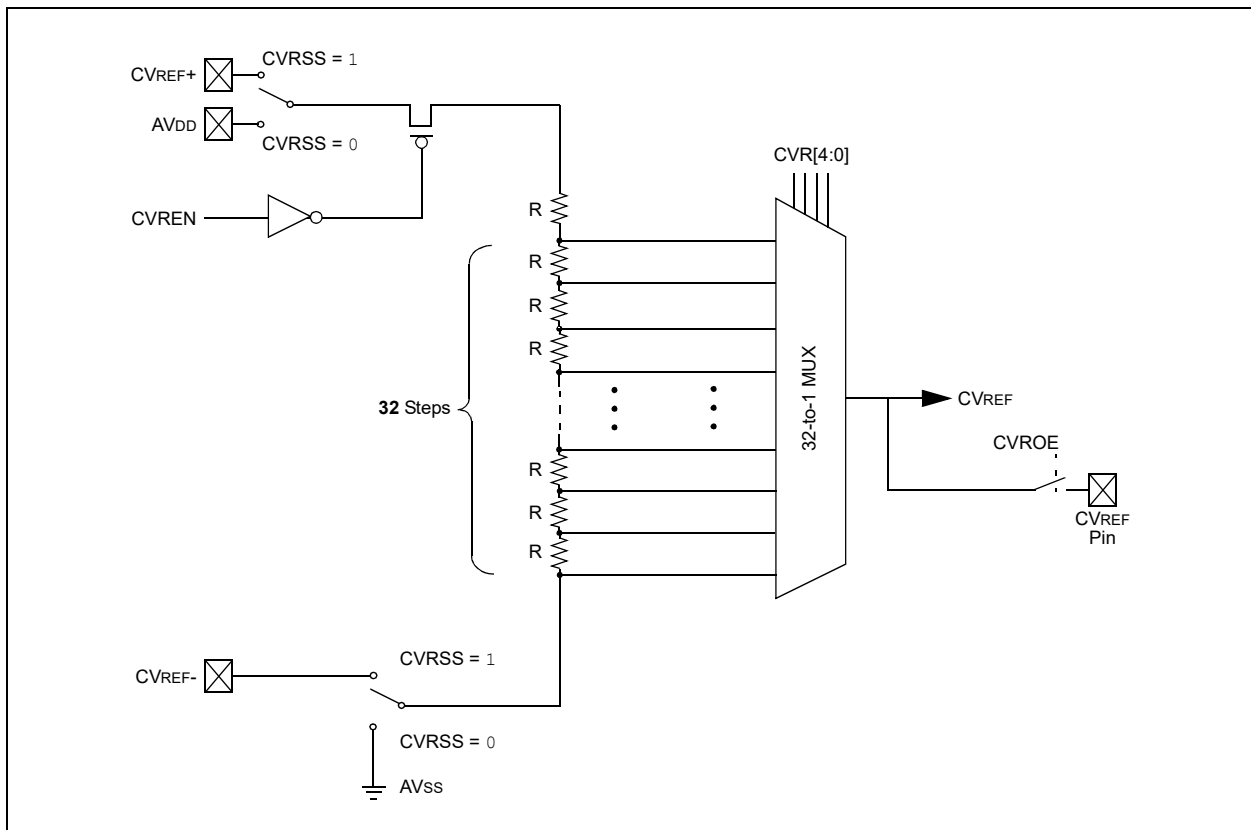 CVRSS = 1
CVREF+
AVDD
CVRSS = 0
CVR[4:0]
CVREN
R
R
R
R
32 Steps
32-to-1 MUX
CVREF
CVROE
R
R
R
CVREF
Pin
CVRSS = 1
CVREF-
CVRSS = 0
AVSS